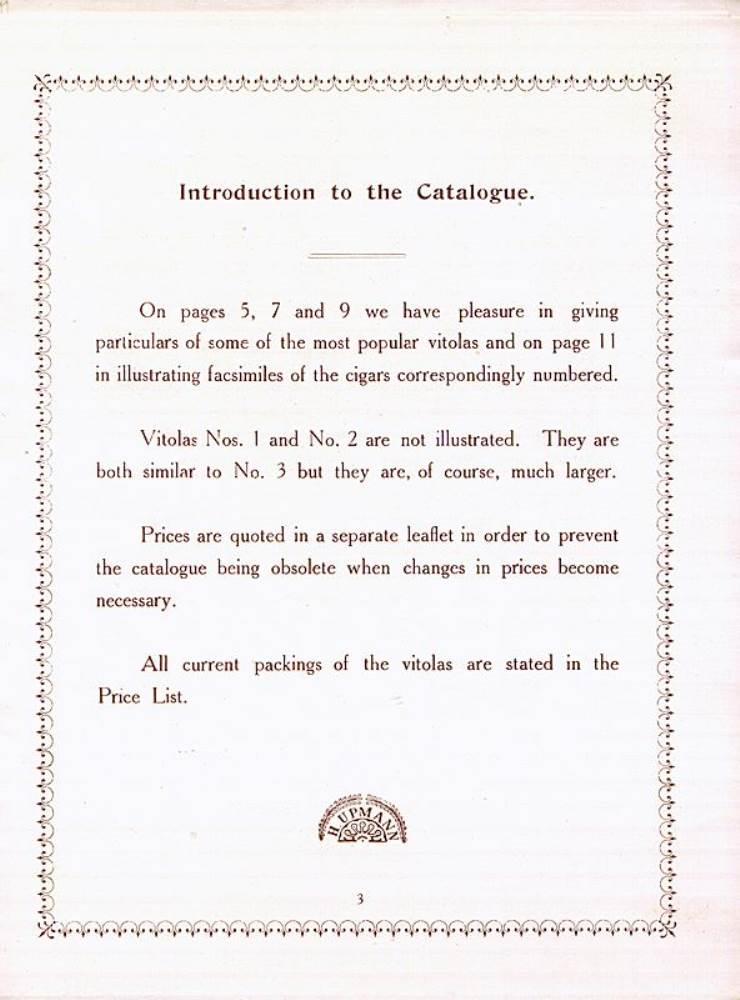 Introduction to the Catalogue.
On pages 5, 7 and 9 we have pleasure in giving
particulars of some of the most popular vitolas and on page 11
in illustrating facsimiles of the cigars correspondingly numbered.
Vitolas Nos. 1 and No. 2 are not illustrated. They are
both similar to No. 3 but they are, of course, much larger.
Prices are quoted in a separate leaflet in order to prevent
the catalogue being obsolete when changes in prices become
necessary.
All current packings of the vitolas are stated in the
Price List.
H UPMANN
3